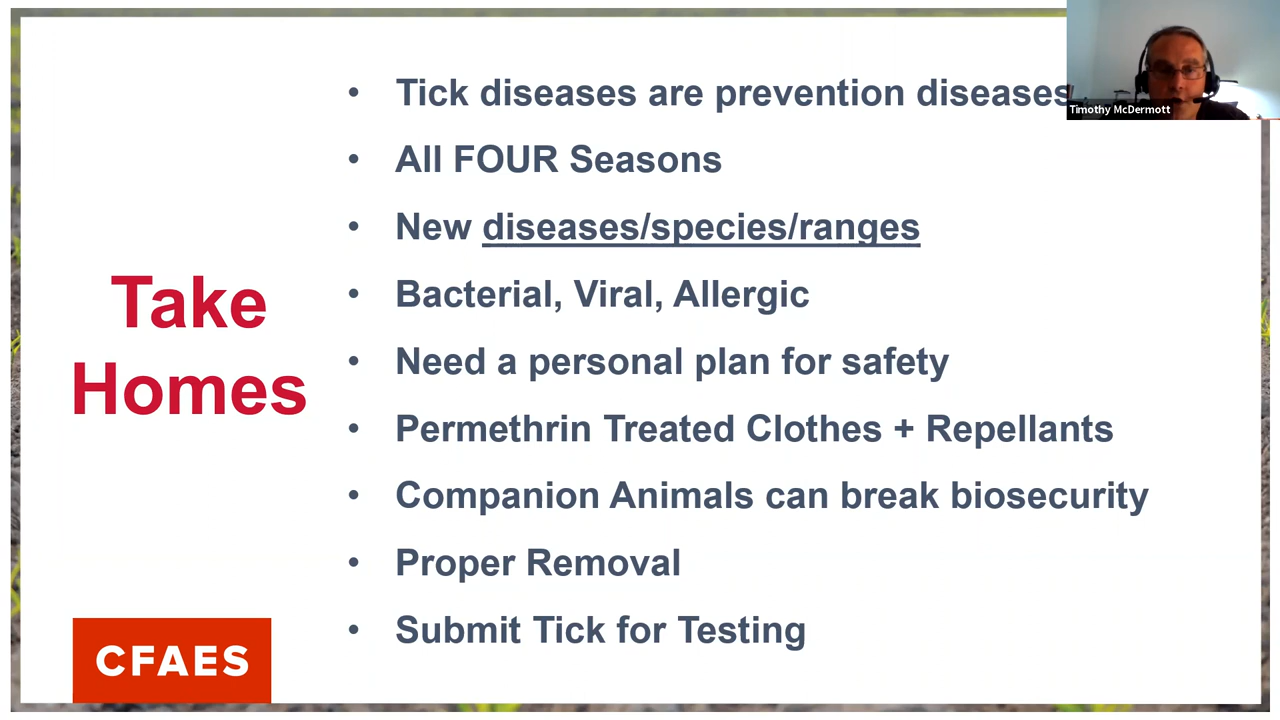 Tick diseases are prevention diseases
Timothy McDermott
All FOUR Seasons
New diseases/species/ranges
Bacterial, Viral, Allergic
Take
Homes
Need a personal plan for safety
Permethrin Treated Clothes + Repellants
Companion Animals can break biosecurity
Proper Removal
Submit Tick for Testing
CFAES